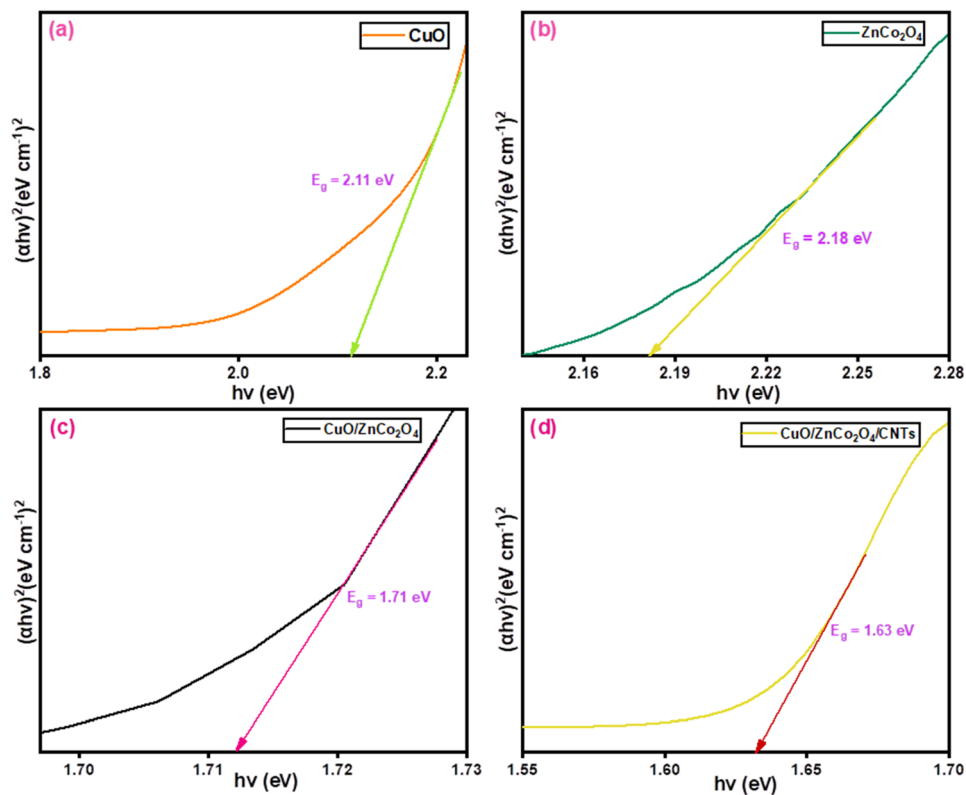 (a)
CuO
(αhν)²(eV cm⁻¹)²
E_g = 2.11 eV
1.8 2.0 2.2
hν (eV)
(b)
ZnCo₂O₄
(αhν)²(eV cm⁻¹)²
E_g = 2.18 eV
2.16 2.19 2.22 2.25 2.28
hν (eV)
(c)
CuO/ZnCo₂O₄
(αhν)²(eV cm⁻¹)²
E_g = 1.71 eV
1.70 1.71 1.72 1.73
hν (eV)
(d)
CuO/ZnCo₂O₄/CNTs
(αhν)²(eV cm⁻¹)²
E_g = 1.63 eV
1.55 1.60 1.65 1.70
hν (eV)